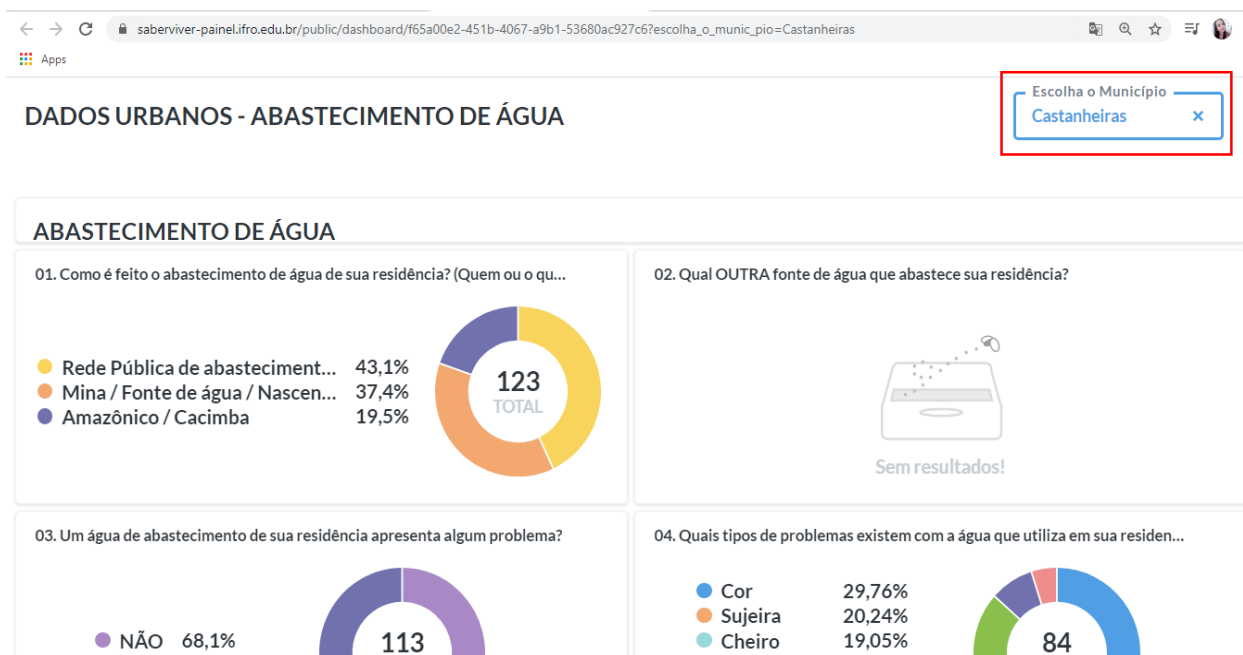 saberviver-painel.ifro.edu.br/public/dashboard/f65a00e2-451b-4067-a9b1-53680ac927c6?escolha_o_munic_pio=Castanheiras
Apps
DADOS URBANOS - ABASTECIMENTO DE ÁGUA
Escolha o Município
Castanheiras
ABASTECIMENTO DE ÁGUA
01. Como é feito o abastecimento de água de sua residência? (Quem ou o qu...
Rede Pública de abasteciment... 43,1%
Mina / Fonte de água / Nascen... 37,4%
Amazônico / Cacimba 19,5%
123
TOTAL
02. Qual OUTRA fonte de água que abastece sua residência?
Sem resultados!
03. Um água de abastecimento de sua residência apresenta algum problema?
NÃO 68,1%
113
04. Quais tipos de problemas existem com a água que utiliza em sua residen...
Cor 29,76%
Sujeira 20,24%
Cheiro 19,05%
84